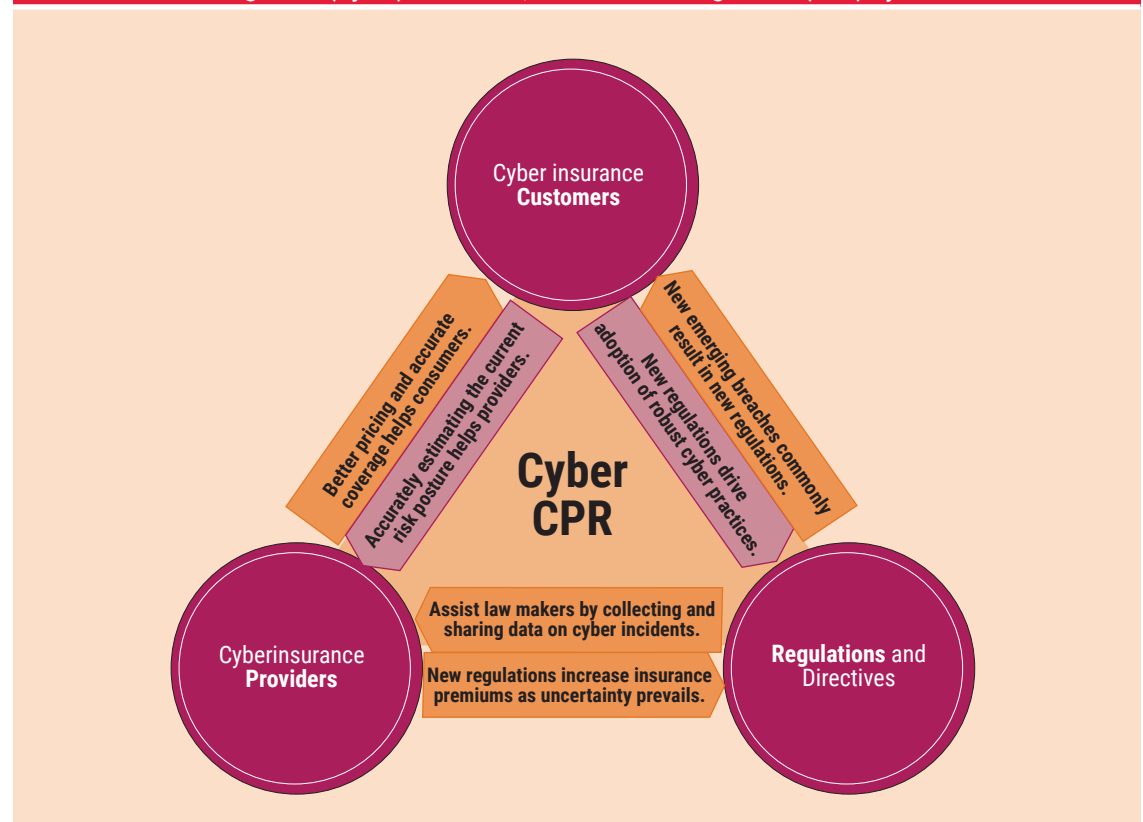 Cyber insurance
Customers
Better pricing and accurate
coverage helps consumers.
Accurately estimating the current
risk posture helps providers.
New emerging breaches commonly
result in new regulations.
New regulations drive
adoption of robust cyber practices.
Cyber
CPR
Assist law makers by collecting and
sharing data on cyber incidents.
New regulations increase insurance
premiums as uncertainty prevails.
Cyberinsurance
Providers
Regulations and
Directives